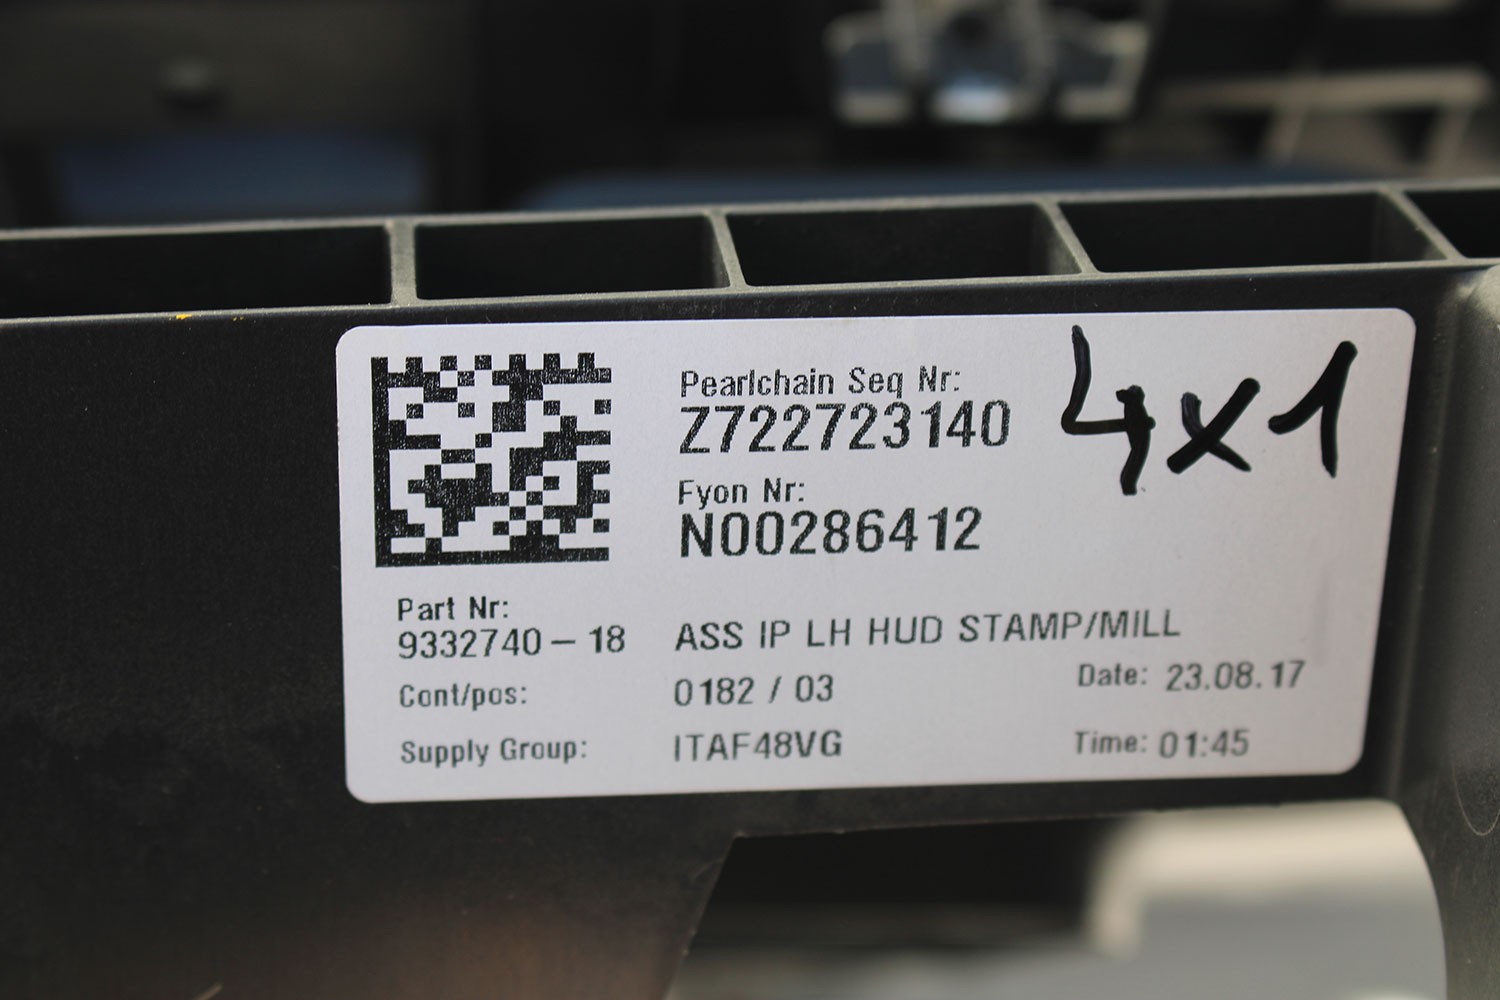 Pearlchain Seq Nr:
Z722723140
4x1
Fyon Nr:
N00286412
Part Nr:
9332740-18 ASS IP LH HUD STAMP/MILL
Cont/pos: 0182 / 03 Date: 23.08.17
Supply Group: ITAF48VG Time: 01:45